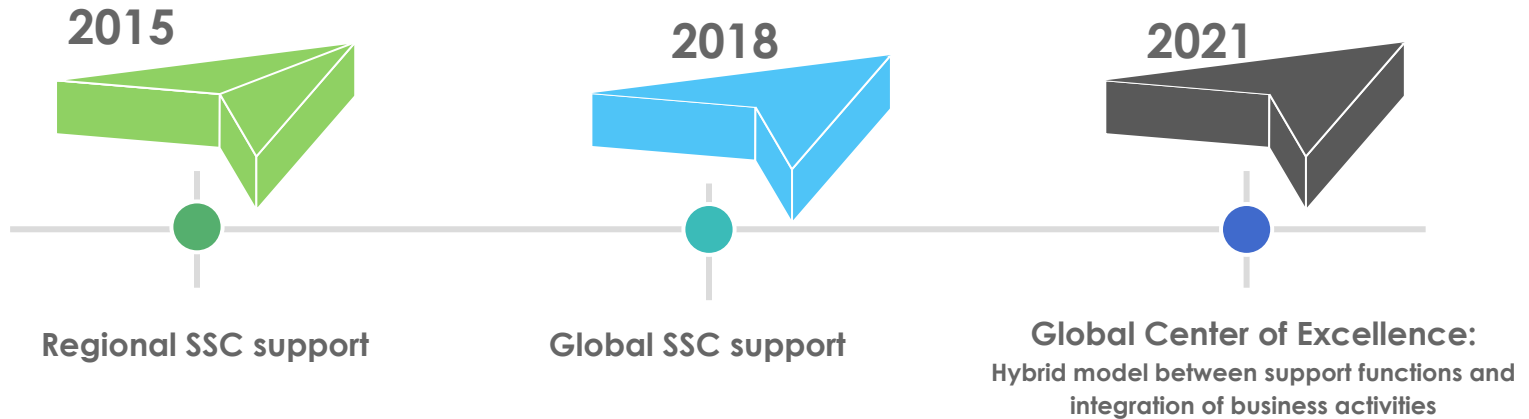 2015
2018
2021
Regional SSC support
Global SSC support
Global Center of Excellence:
Hybrid model between support functions and
integration of business activities